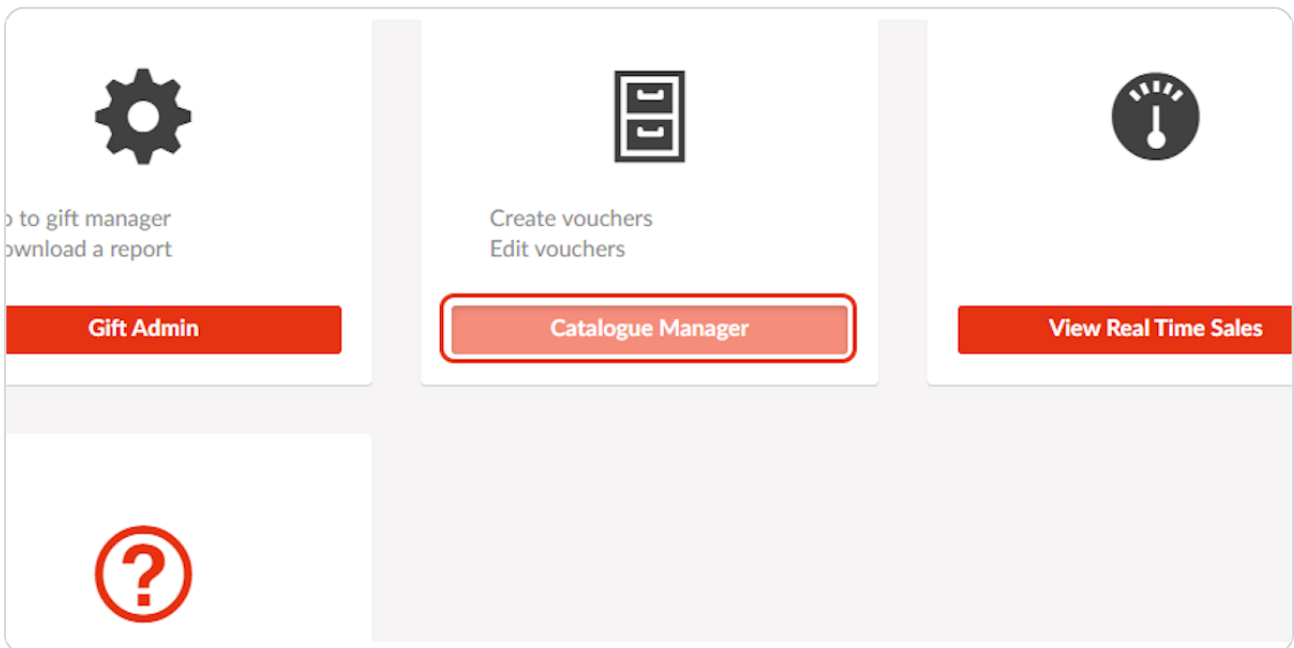 to gift manager
a report
Gift Admin
Create vouchers
Edit vouchers
Catalogue Manager
View Real Time Sales
?